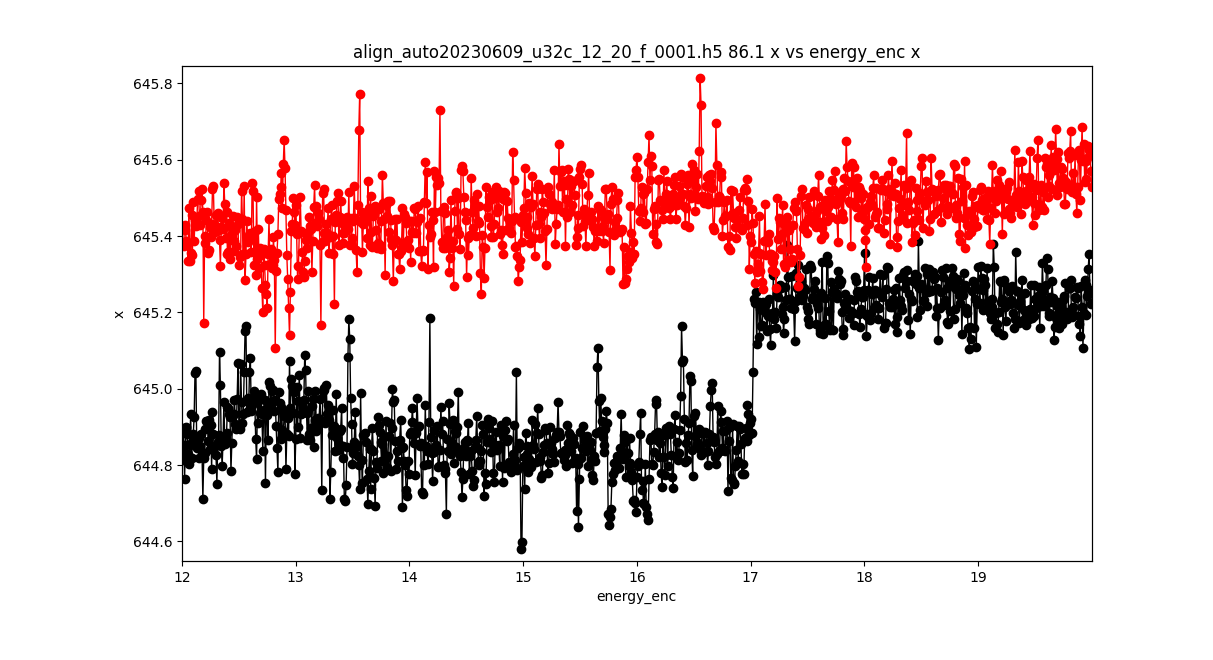 align_auto20230609_u32c_12_20_f_0001.h5 86.1 x vs energy_enc x
645.8
645.6
645.4
x
645.2
645.0
644.8
644.6
12 13 14 15 16 17 18 19
energy_enc